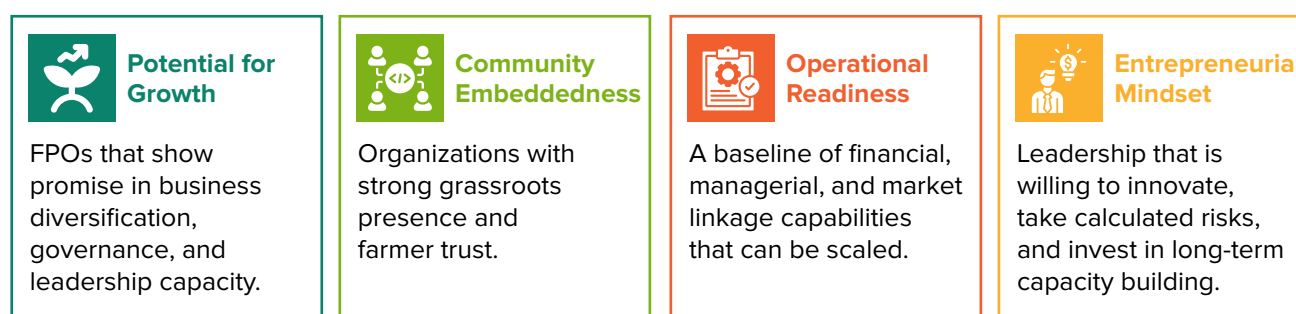 Potential for
Growth
FPOs that show
promise in business
diversification,
governance, and
leadership capacity.
Community
Embeddedness
</>
Organizations with
strong grassroots
presence and
farmer trust.
Operational
Readiness
A baseline of financial,
managerial, and market
linkage capabilities
that can be scaled.
Entrepreneuria
Mindset
$
Leadership that is
willing to innovate,
take calculated risks,
and invest in long-term
capacity building.